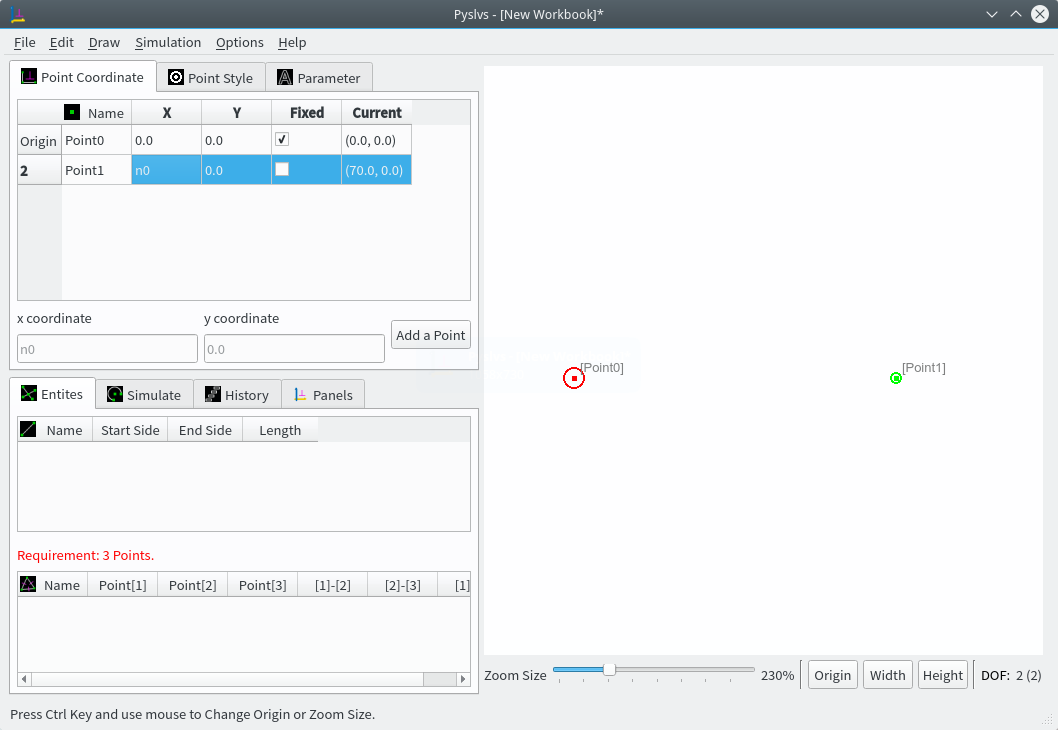 Pyslvs - [New Workbook]*
File Edit Draw Simulation Options Help
Point Coordinate Point Style Parameter
Name X Y Fixed Current
Origin Point0 0.0 0.0 (0.0, 0.0)
2 Point1 n0 0.0 (70.0, 0.0)
x coordinate y coordinate
n0 0.0 Add a Point
[Point0] [Point1]
Entites Simulate History Panels
Name Start Side End Side Length
Requirement: 3 Points.
Name Point[1] Point[2] Point[3] [1]-[2] [2]-[3] [1]
Zoom Size 230% Origin Width Height DOF: 2 (2)
Press Ctrl Key and use mouse to Change Origin or Zoom Size.